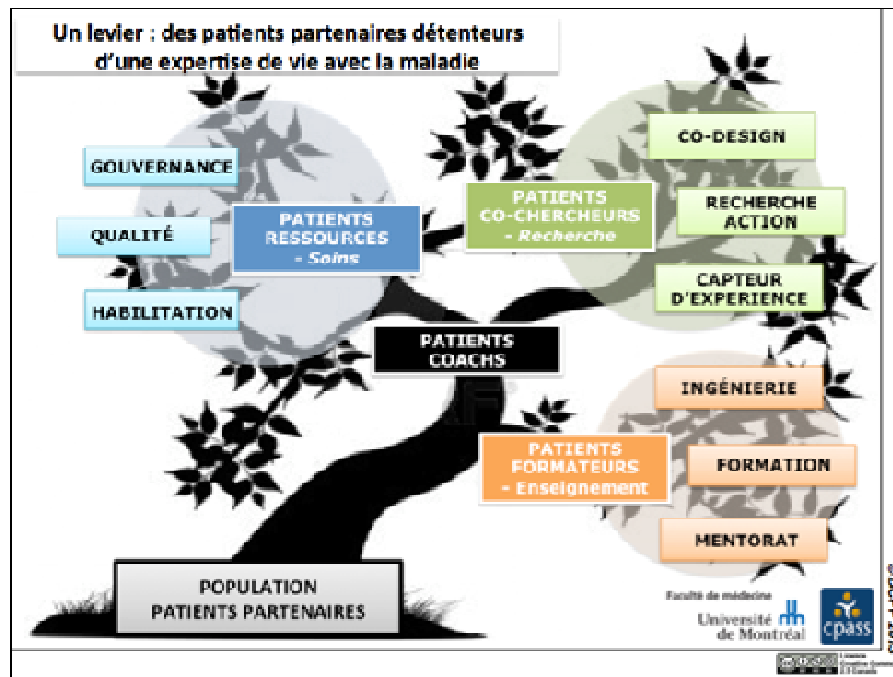 Un levier : des patients partenaires détenteurs
d'une expertise de vie avec la maladie
GOUVERNANCE
QUALITÉ
HABILITATION
PATIENTS
RESSOURCES
- Soins
PATIENTS
CO-CHERCHEURS
- Recherche
CO-DESIGN
RECHERCHE
ACTION
CAPTEUR
D'EXPERIENCE
PATIENTS
COACHS
PATIENTS
FORMATEURS
- Enseignement
INGÉNIERIE
FORMATION
MENTORAT
POPULATION
PATIENTS PARTENAIRES
Faculté de médecine
Université
de Montréal
cpass